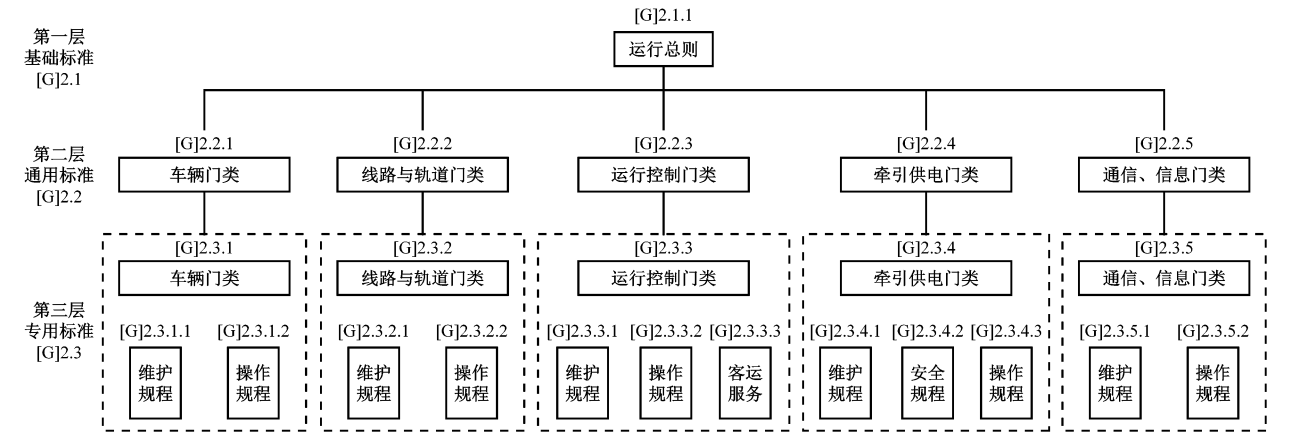 [G]2.1.1
第一层
基础标准
[G]2.1
运行总则
第二层
通用标准
[G]2.2
[G]2.2.1
车辆门类
[G]2.2.2
线路与轨道门类
[G]2.2.3
运行控制门类
[G]2.2.4
牵引供电门类
[G]2.2.5
通信、信息门类
第三层
专用标准
[G]2.3
[G]2.3.1
车辆门类
[G]2.3.1.1
维护
规程
[G]2.3.1.2
操作
规程
[G]2.3.2
线路与轨道门类
[G]2.3.2.1
维护
规程
[G]2.3.2.2
操作
规程
[G]2.3.3
运行控制门类
[G]2.3.3.1
维护
规程
[G]2.3.3.2
操作
规程
[G]2.3.3.3
客运
服务
[G]2.3.4
牵引供电门类
[G]2.3.4.1
维护
规程
[G]2.3.4.2
安全
规程
[G]2.3.4.3
操作
规程
[G]2.3.5
通信、信息门类
[G]2.3.5.1
维护
规程
[G]2.3.5.2
操作
规程